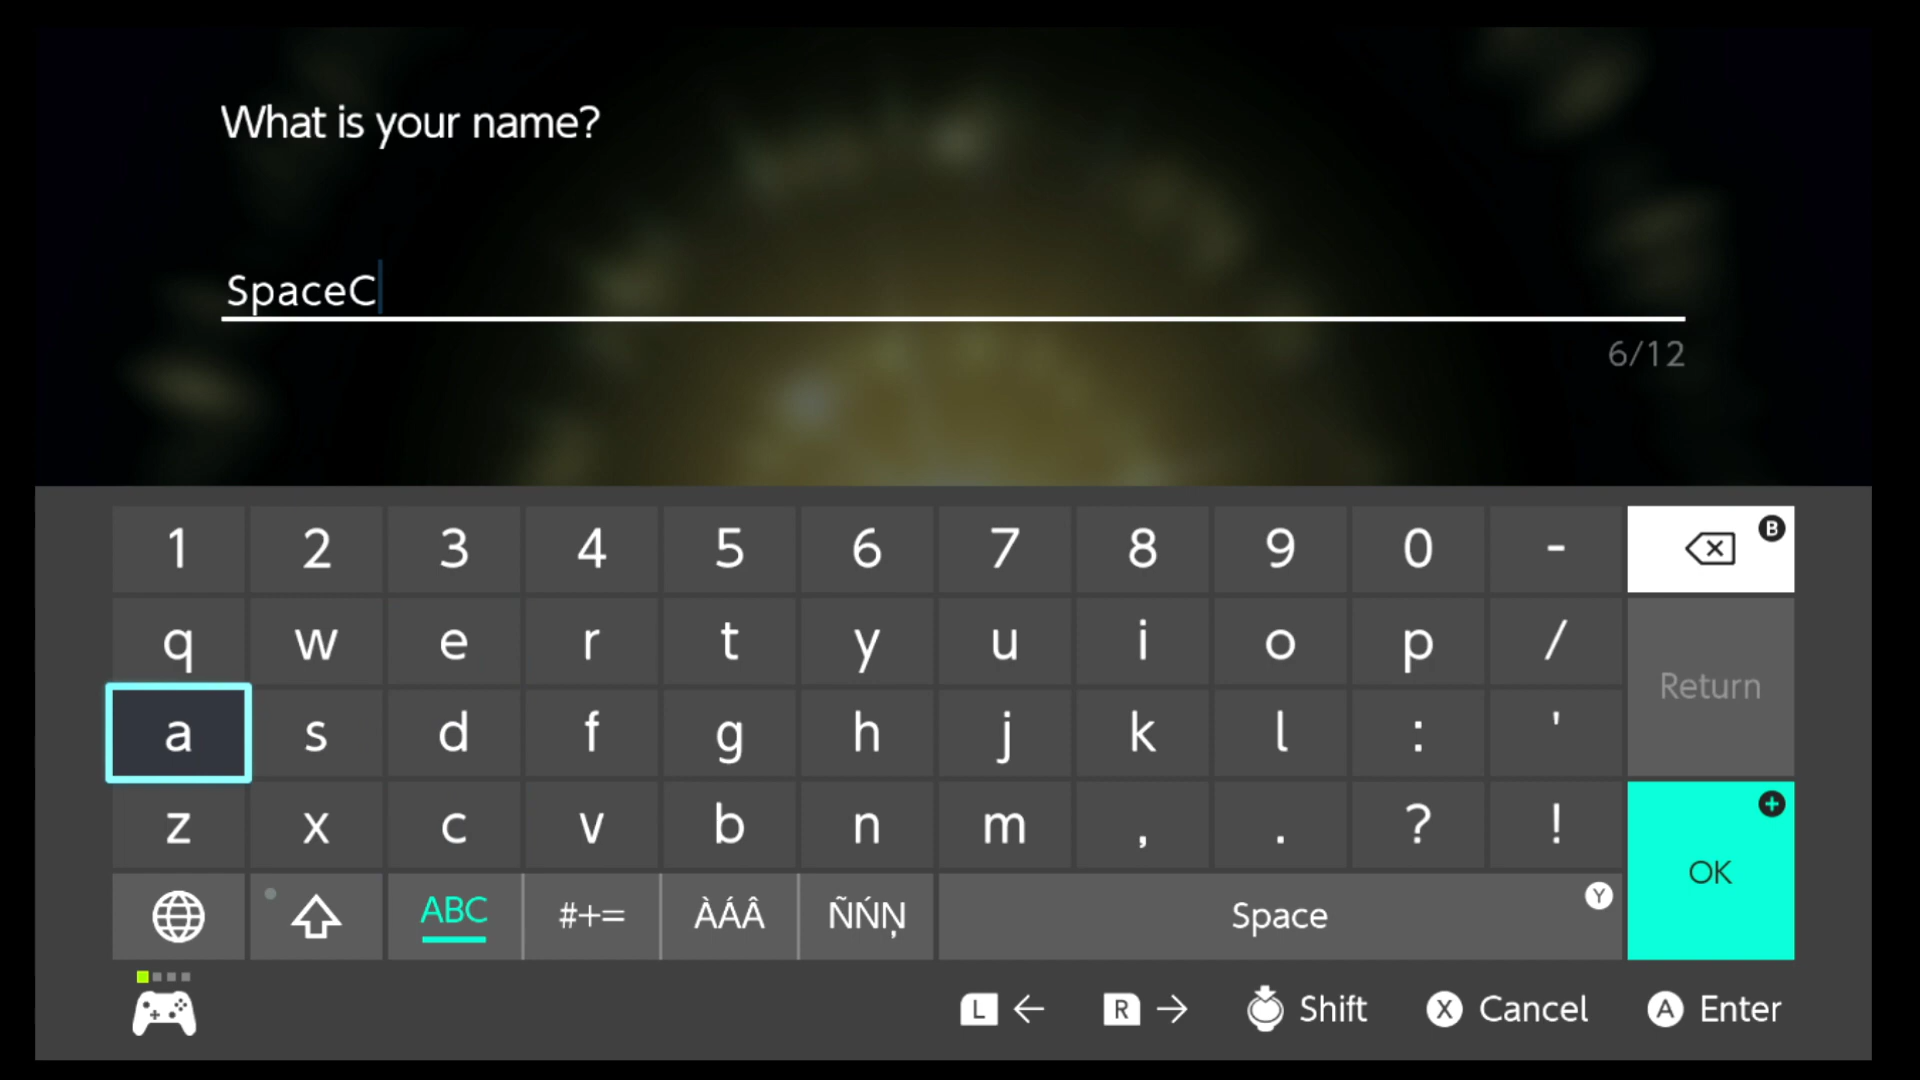 What is your name?
SpaceC
6/12
1 2 3 4 5 6 7 8 9 0 - B
q w e r t y u i o p / Return
a s d f g h j k l : '
z x c v b n m , . ? ! +
ABC #+= ÀÁÂ ÑŃŅ Space Y OK
L ← R → Shift X Cancel A Enter